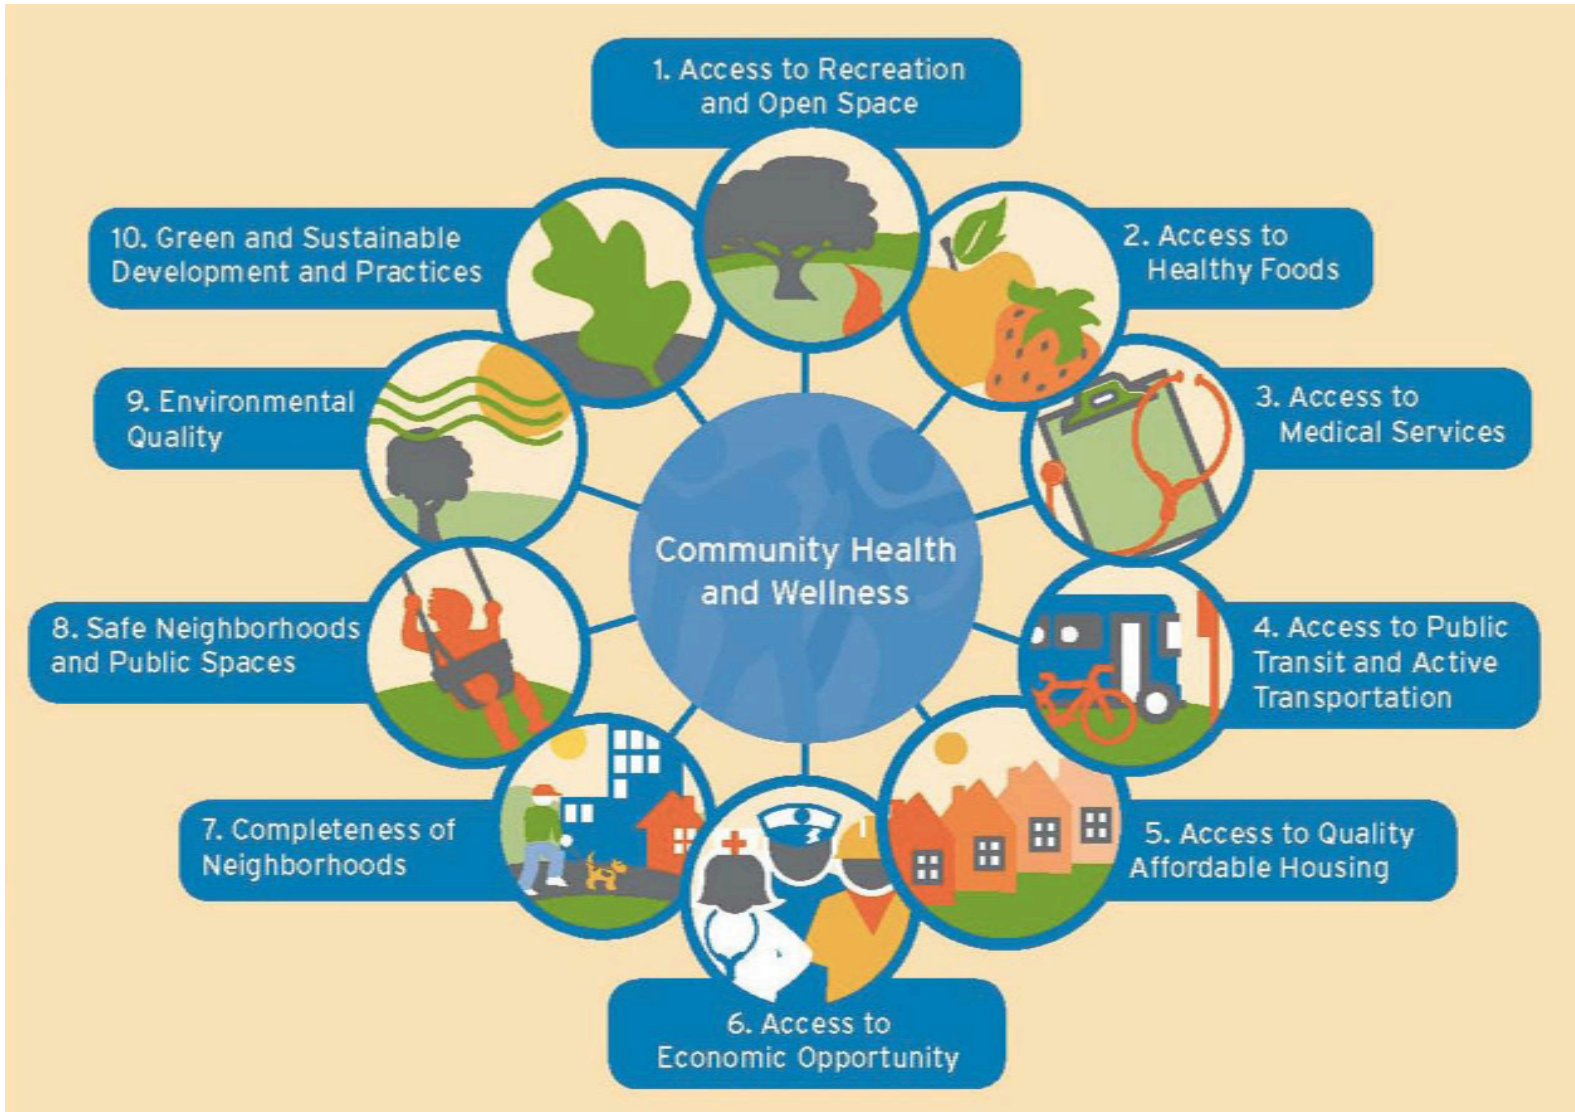 1. Access to Recreation
and Open Space
2. Access to
Healthy Foods
3. Access to
Medical Services
4. Access to Public
Transit and Active
Transportation
5. Access to Quality
Affordable Housing
6. Access to
Economic Opportunity
7. Completeness of
Neighborhoods
8. Safe Neighborhoods
and Public Spaces
9. Environmental
Quality
10. Green and Sustainable
Development and Practices
Community Health
and Wellness